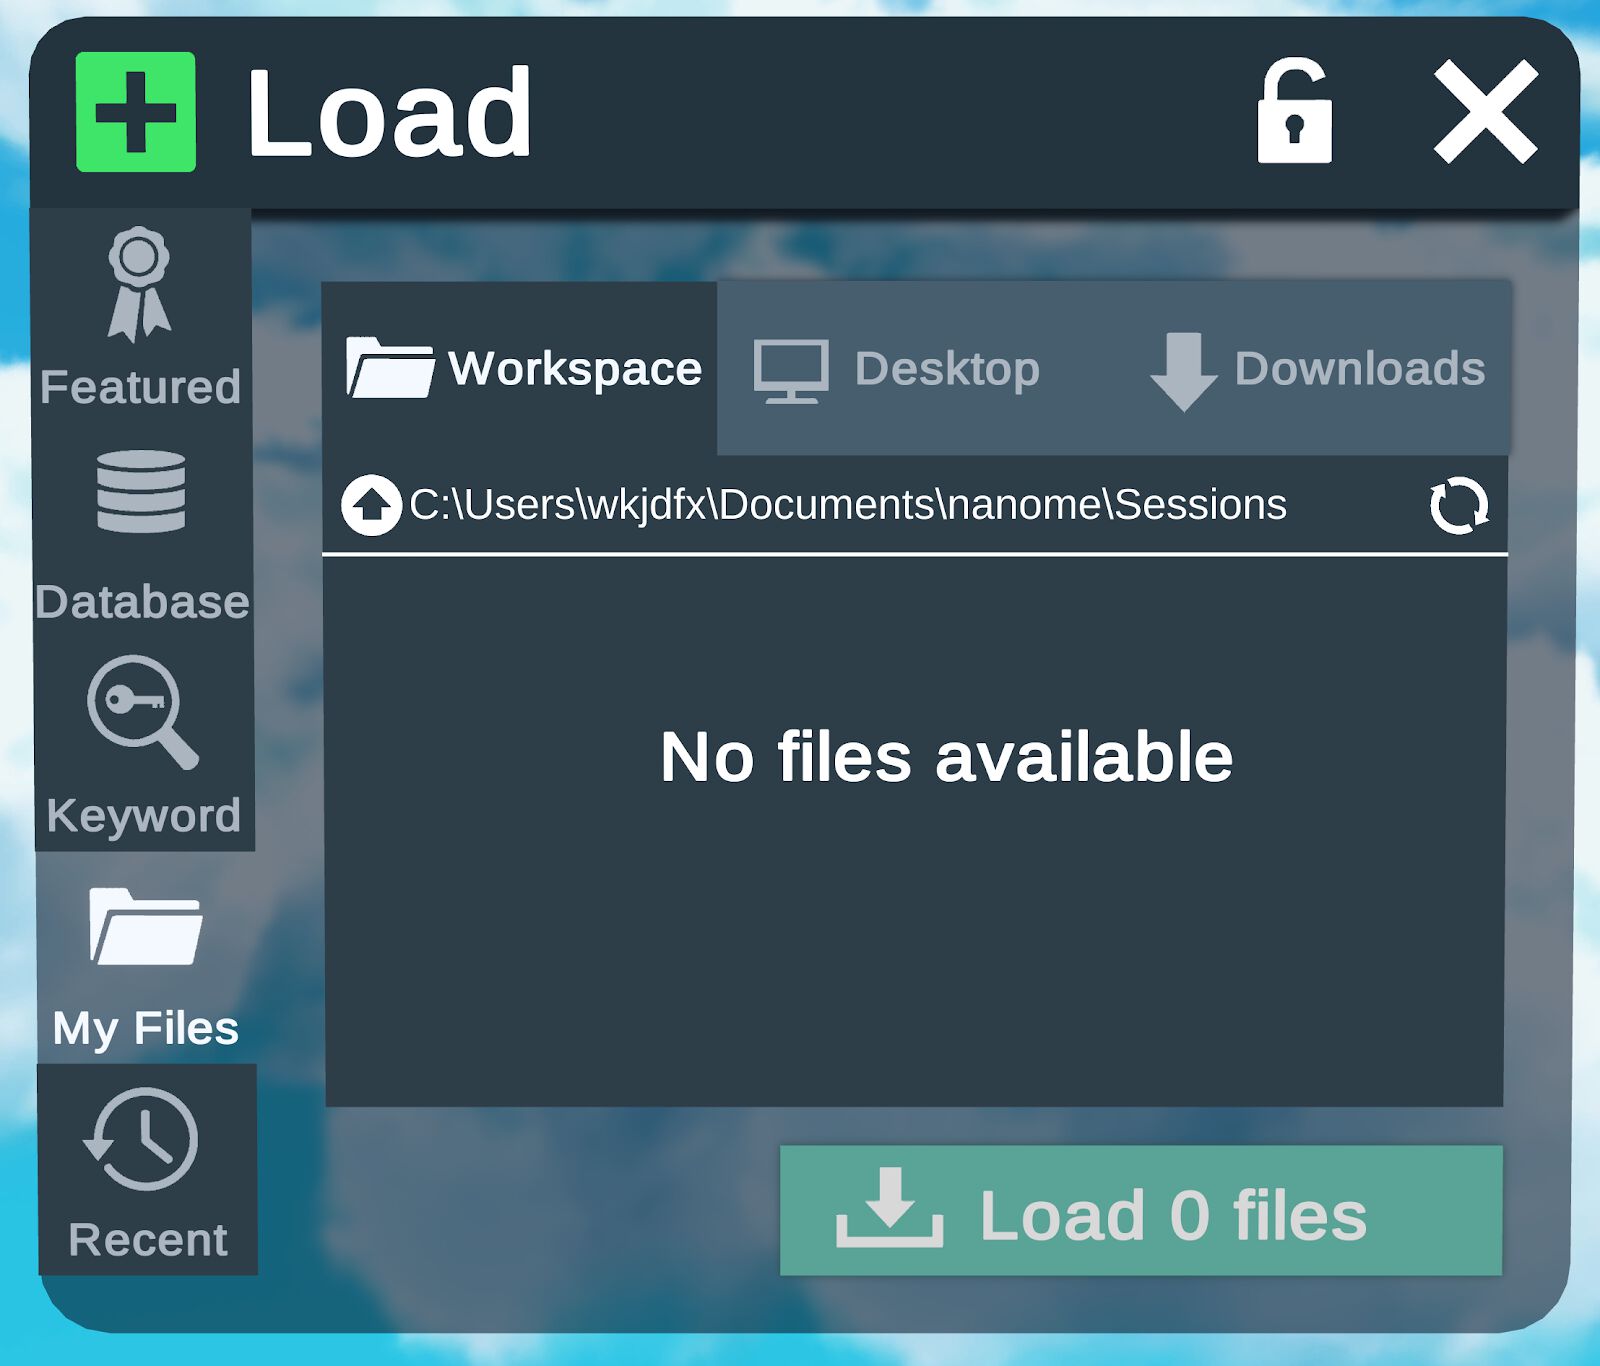 Load
Featured
Database
Keyword
My Files
Recent
Workspace
Desktop
Downloads
C:\Users\wkjdfx\Documents\nanome\Sessions
No files available
Load 0 files